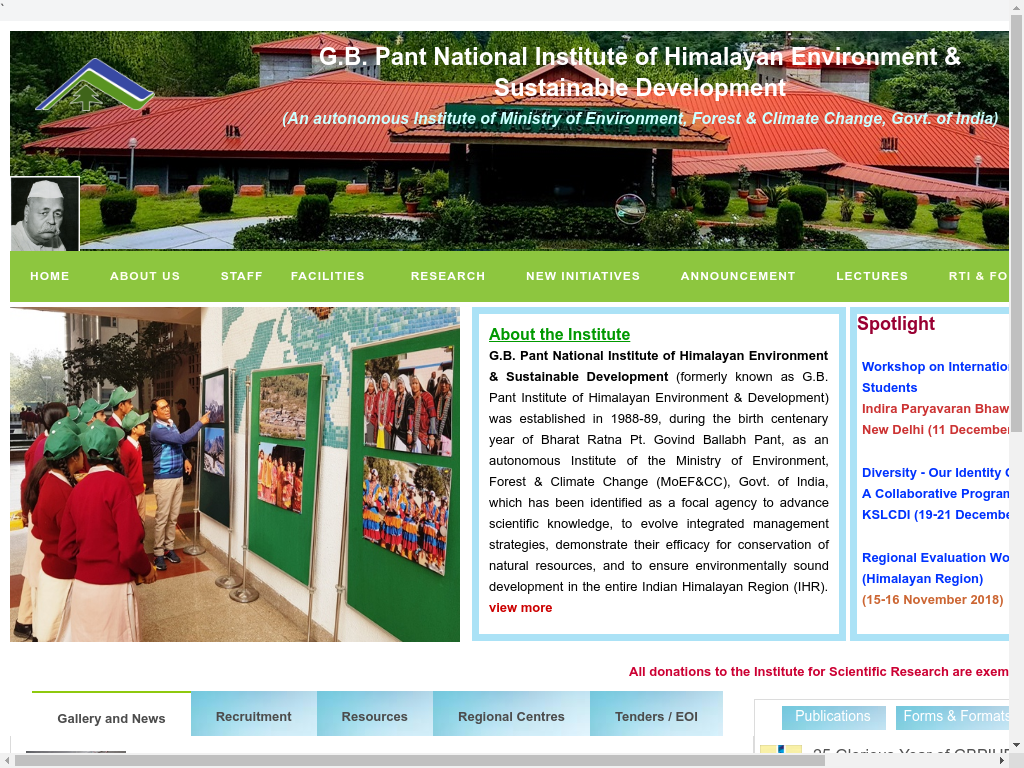 `
G.B. Pant National Institute of Himalayan Environment &
Sustainable Development
(An autonomous Institute of Ministry of Environment, Forest & Climate Change, Govt. of India)
HOME ABOUT US STAFF FACILITIES RESEARCH NEW INITIATIVES ANNOUNCEMENT LECTURES RTI & FO
About the Institute
G.B. Pant National Institute of Himalayan Environment
& Sustainable Development (formerly known as G.B.
Pant Institute of Himalayan Environment & Development)
was established in 1988-89, during the birth centenary
year of Bharat Ratna Pt. Govind Ballabh Pant, as an
autonomous Institute of the Ministry of Environment,
Forest & Climate Change (MoEF&CC), Govt. of India,
which has been identified as a focal agency to advance
scientific knowledge, to evolve integrated management
strategies, demonstrate their efficacy for conservation of
natural resources, and to ensure environmentally sound
development in the entire Indian Himalayan Region (IHR).
view more
Spotlight
Workshop on Internatio
Students
Indira Paryavaran Bhaw
New Delhi (11 December
Diversity - Our Identity
A Collaborative Program
KSLCDI (19-21 Decembe
Regional Evaluation Wo
(Himalayan Region)
(15-16 November 2018)
All donations to the Institute for Scientific Research are exem
Gallery and News Recruitment Resources Regional Centres Tenders / EOI
Publications Forms & Formats
25 Glorious Year of GBPIHE